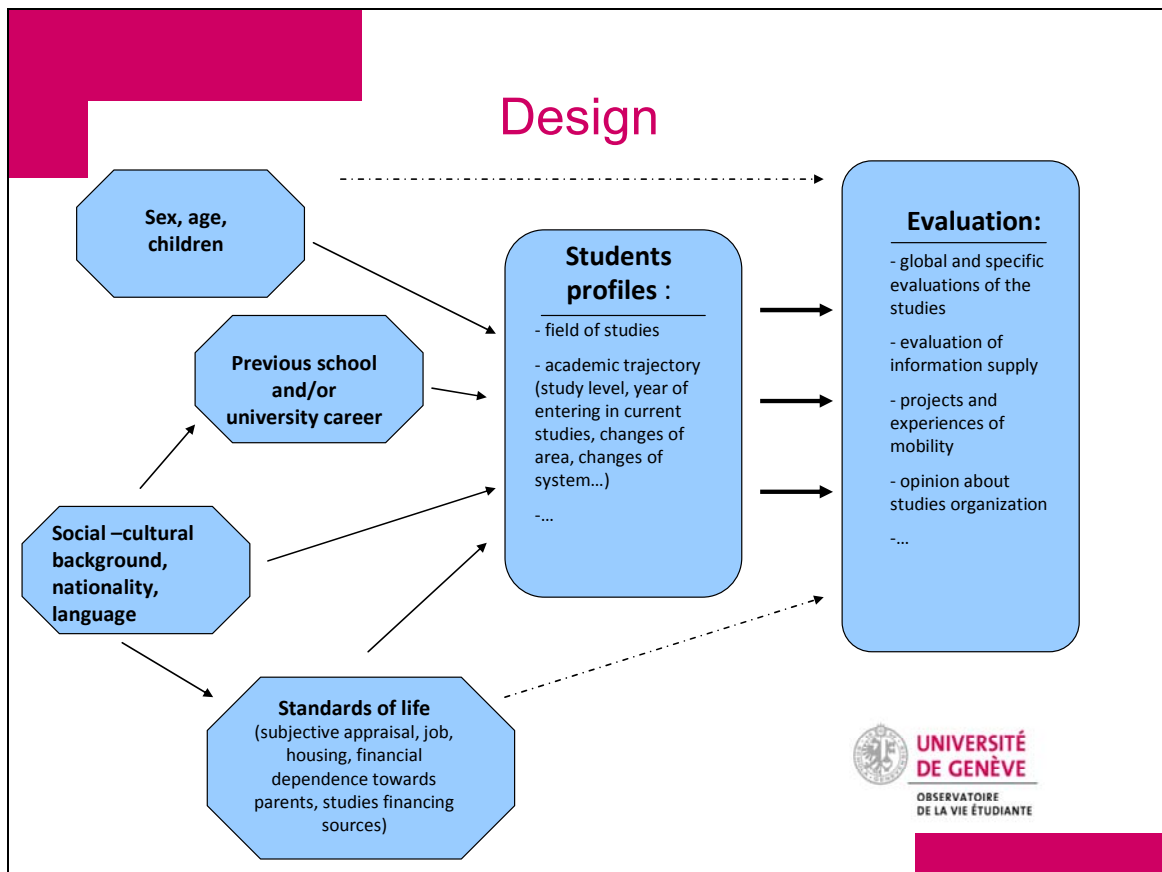 Design
Sex, age,
children
Previous school
and/or
university career
Social –cultural
background,
nationality,
language
Standards of life
(subjective appraisal, job,
housing, financial
dependence towards
parents, studies financing
sources)
Students
profiles :
- field of studies
- academic trajectory
(study level, year of
entering in current
studies, changes of
area, changes of
system…)
-…
Evaluation:
- global and specific
evaluations of the
studies
- evaluation of
information supply
- projects and
experiences of
mobility
- opinion about
studies organization
-…
UNIVERSITÉ
DE GENÈVE
OBSERVATOIRE
DE LA VIE ÉTUDIANTE